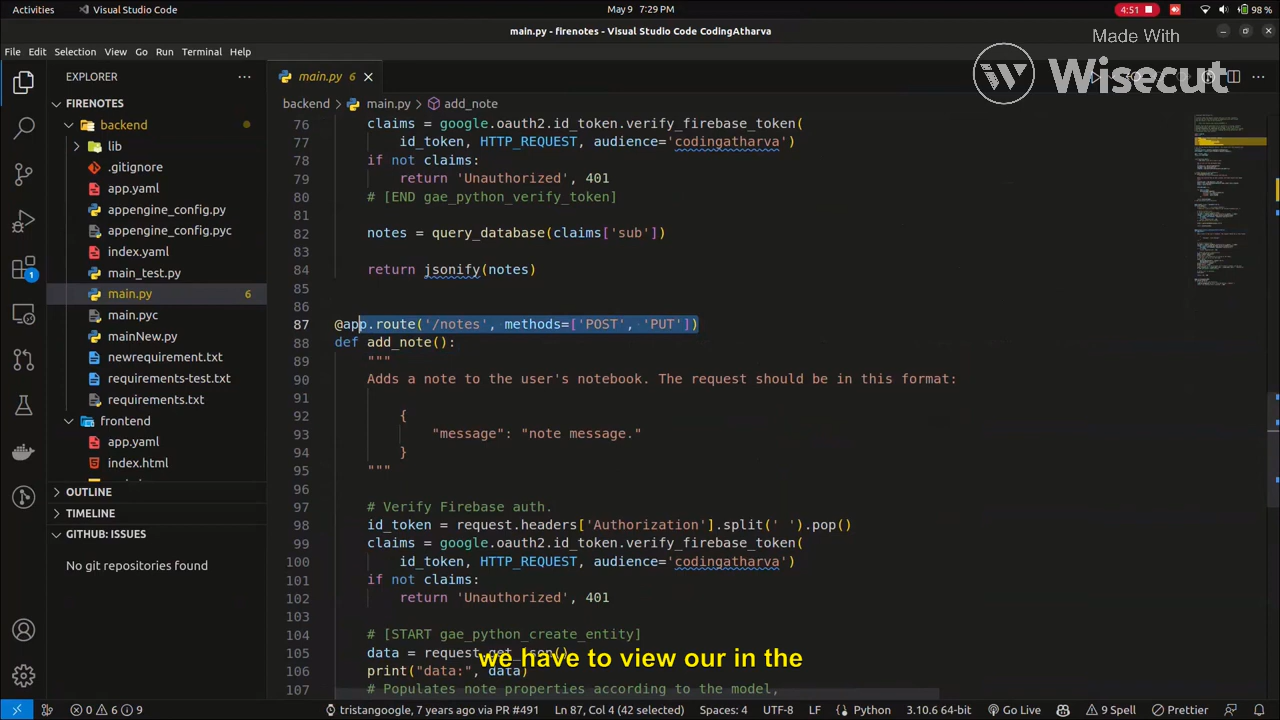 Activities
Visual Studio Code
May 9 7:29 PM
4:51
98 %
main.py - firenotes - Visual Studio Code CodingAtharva
Made With
Wisecut
File Edit Selection View Go Run Terminal Help
EXPLORER
main.py 6
FIRENOTES
backend
lib
.gitignore
app.yaml
appengine_config.py
appengine_config.pyc
index.yaml
main_test.py
main.py 6
main.pyc
mainNew.py
newrequirement.txt
requirements-test.txt
requirements.txt
frontend
app.yaml
index.html
OUTLINE
TIMELINE
GITHUB: ISSUES
No git repositories found
1
backend > main.py > add_note
76 claims = google.oauth2.id_token.verify_firebase_token(
77 id_token, HTTP_REQUEST, audience='codingatharva')
78 if not claims:
79 return 'Unauthorized', 401
80 # [END gae_python_verify_token]
81
82 notes = query_database(claims['sub'])
83
84 return jsonify(notes)
85
86
87 @app.route('/notes', methods=['POST', 'PUT'])
88 def add_note():
89 """
90 Adds a note to the user's notebook. The request should be in this format:
91
92 {
93 "message": "note message."
94 }
95 """
96
97 # Verify Firebase auth.
98 id_token = request.headers['Authorization'].split(' ').pop()
99 claims = google.oauth2.id_token.verify_firebase_token(
100 id_token, HTTP_REQUEST, audience='codingatharva')
101 if not claims:
102 return 'Unauthorized', 401
103
104 # [START gae_python_create_entity]
105 data = request.get_json()
106 print("data:", data)
107 # Populates note properties according to the model,
we have to view our in the
0 6 9
tristangoogle, 7 years ago via PR #491
Ln 87, Col 4 (42 selected)
Spaces: 4
UTF-8
LF
Python
3.10.6 64-bit
Go Live
9 Spell
Prettier